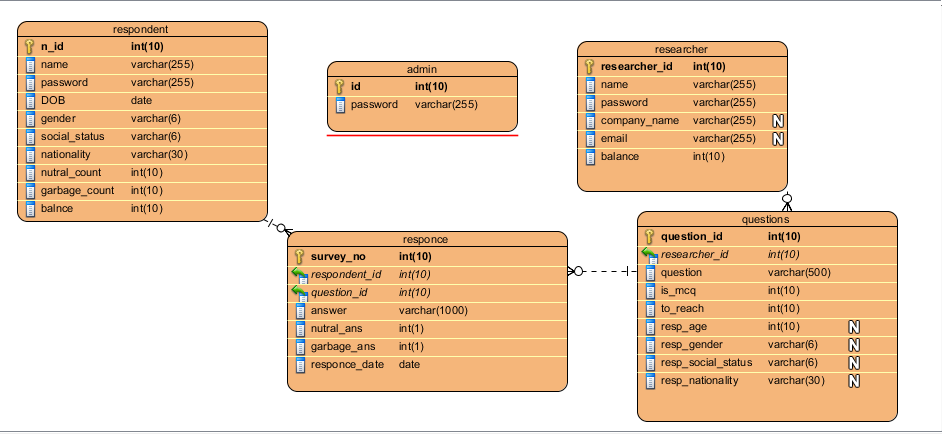 respondent
n_id int(10)
name varchar(255)
password varchar(255)
DOB date
gender varchar(6)
social_status varchar(6)
nationality varchar(30)
nutral_count int(10)
garbage_count int(10)
balnce int(10)
admin
id int(10)
password varchar(255)
researcher
researcher_id int(10)
name varchar(255)
password varchar(255)
company_name varchar(255) N
email varchar(255) N
balance int(10)
responce
survey_no int(10)
respondent_id int(10)
question_id int(10)
answer varchar(1000)
nutral_ans int(1)
garbage_ans int(1)
responce_date date
questions
question_id int(10)
researcher_id int(10)
question varchar(500)
is_mcq int(10)
to_reach int(10)
resp_age int(10) N
resp_gender varchar(6) N
resp_social_status varchar(6) N
resp_nationality varchar(30) N